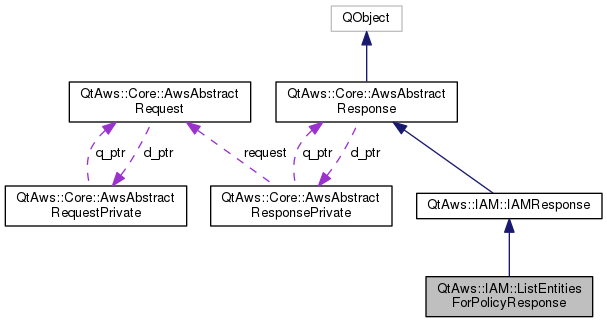 QObject
QtAws::Core::AwsAbstract
Request
QtAws::Core::AwsAbstract
Response
q_ptr
d_ptr
request
q_ptr
d_ptr
QtAws::Core::AwsAbstract
RequestPrivate
QtAws::Core::AwsAbstract
ResponsePrivate
QtAws::IAM::IAMResponse
QtAws::IAM::ListEntities
ForPolicyResponse